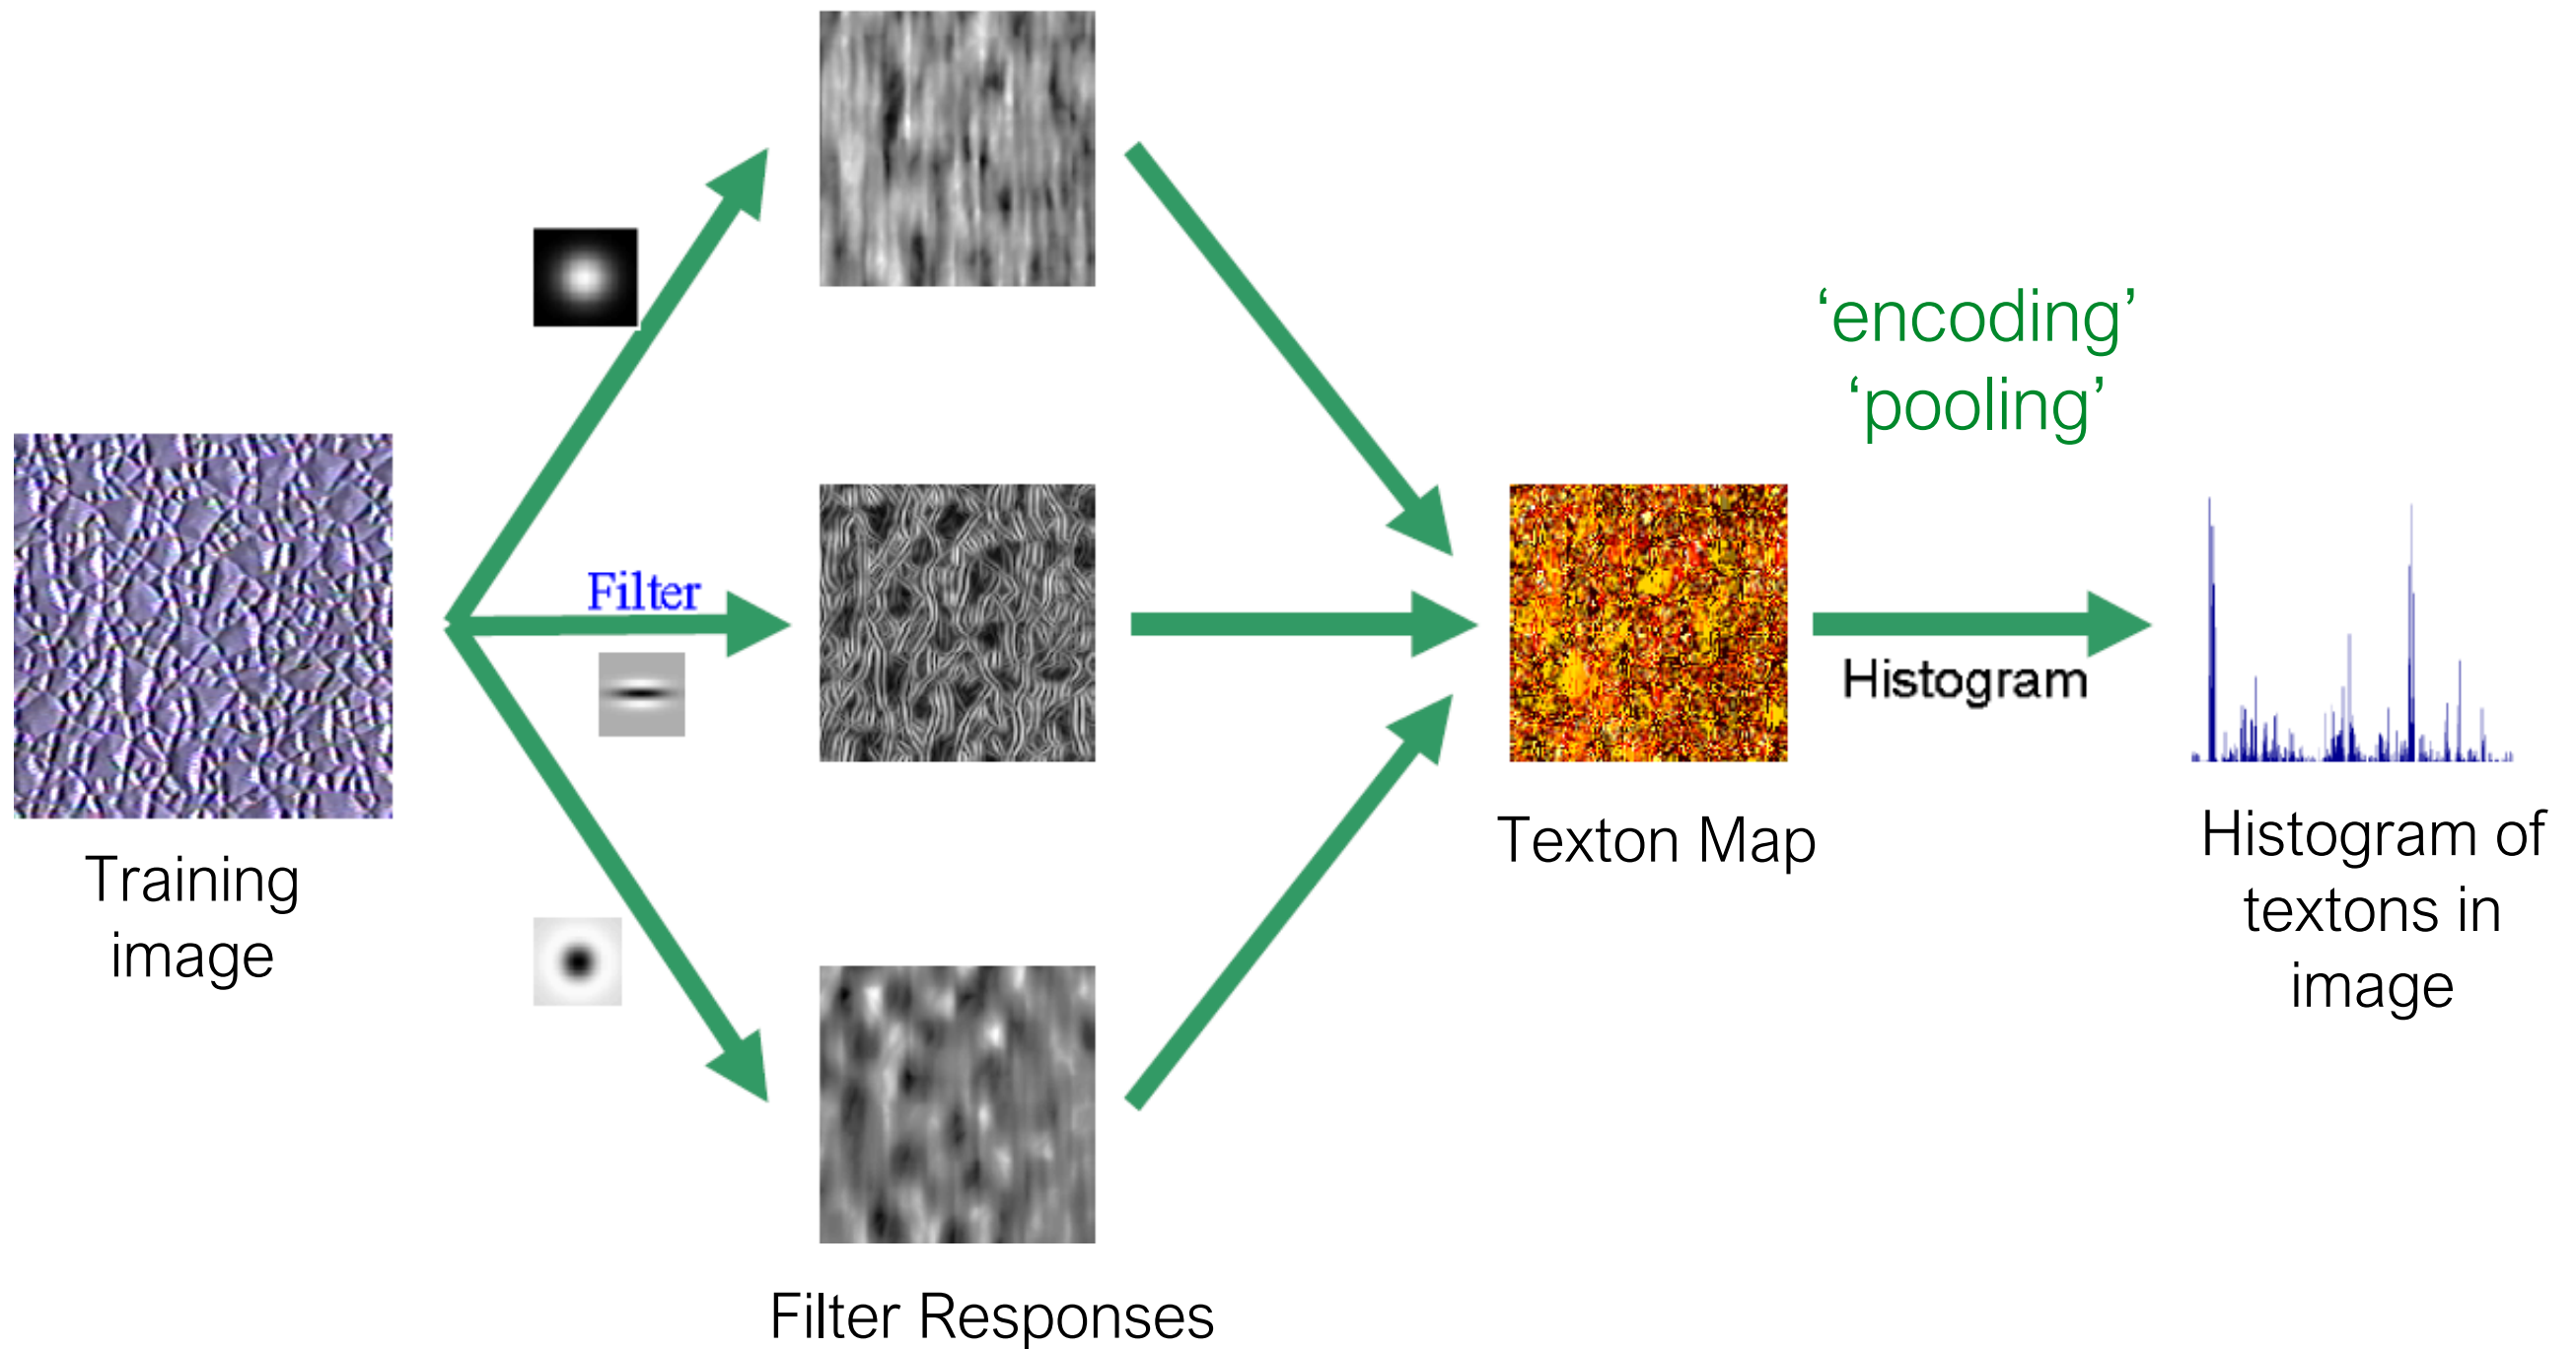 ‘encoding’
‘pooling’
Filter
Histogram
Training
image
Texton Map
Histogram of
textons in
image
Filter Responses